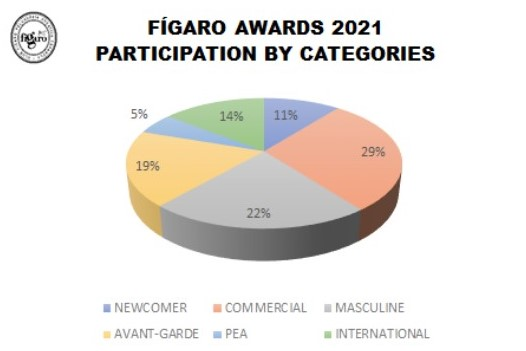 fígaro
FÍGARO AWARDS 2021
PARTICIPATION BY CATEGORIES
5%
14%
11%
29%
19%
22%
NEWCOMER COMMERCIAL MASCULINE
AVANT-GARDE PEA INTERNATIONAL